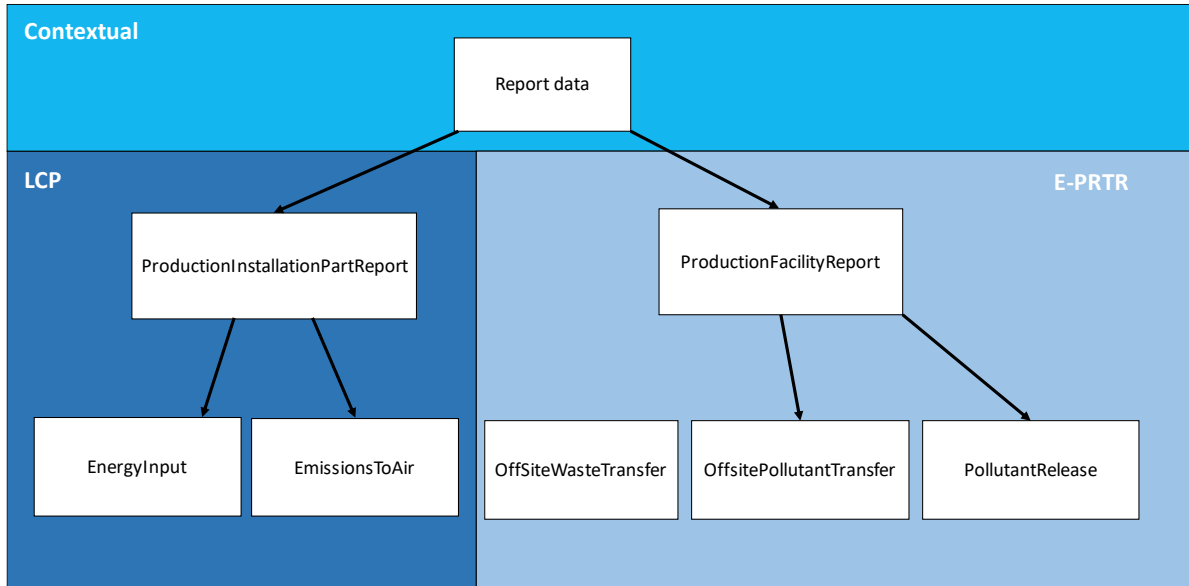 Contextual
Report data
LCP
E-PRTR
ProductionInstallationPartReport
ProductionFacilityReport
EnergyInput
EmissionsToAir
OffSiteWasteTransfer
OffsitePollutantTransfer
PollutantRelease